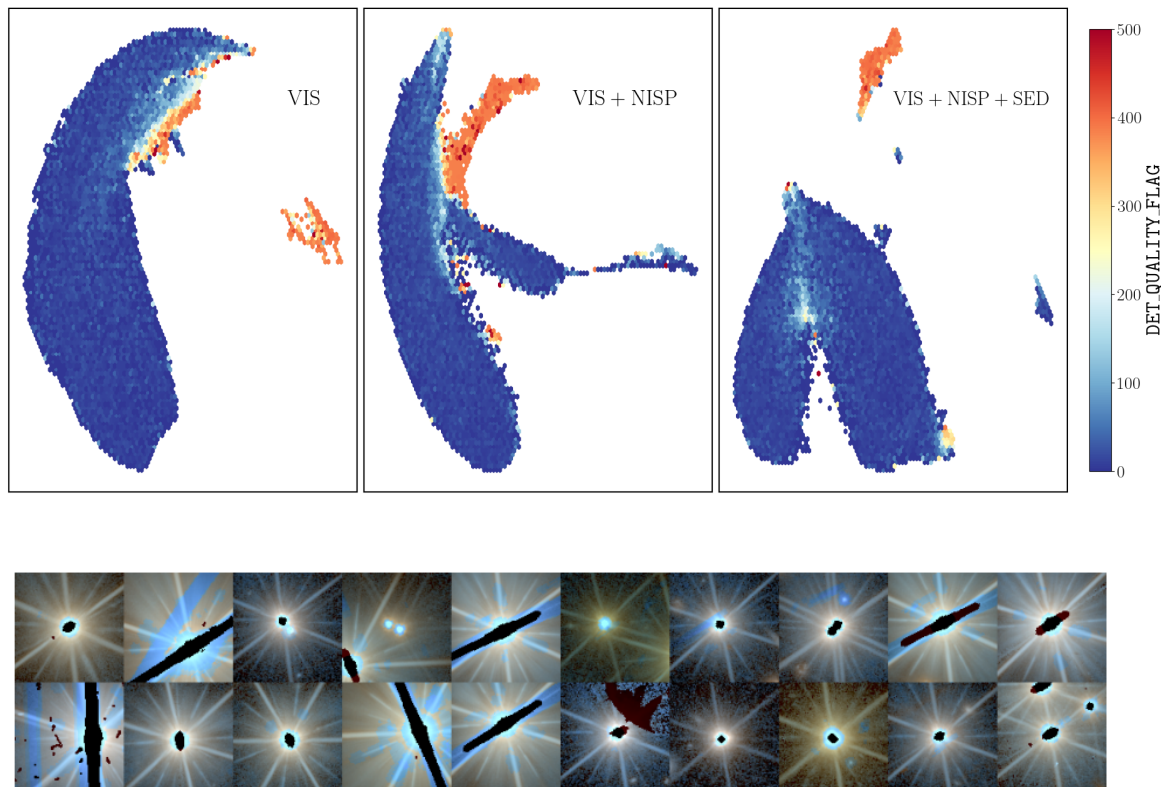 VIS
VIS + NISP
VIS + NISP + SED
500
400
300
200
100
0
DET_QUALITY_FLAG